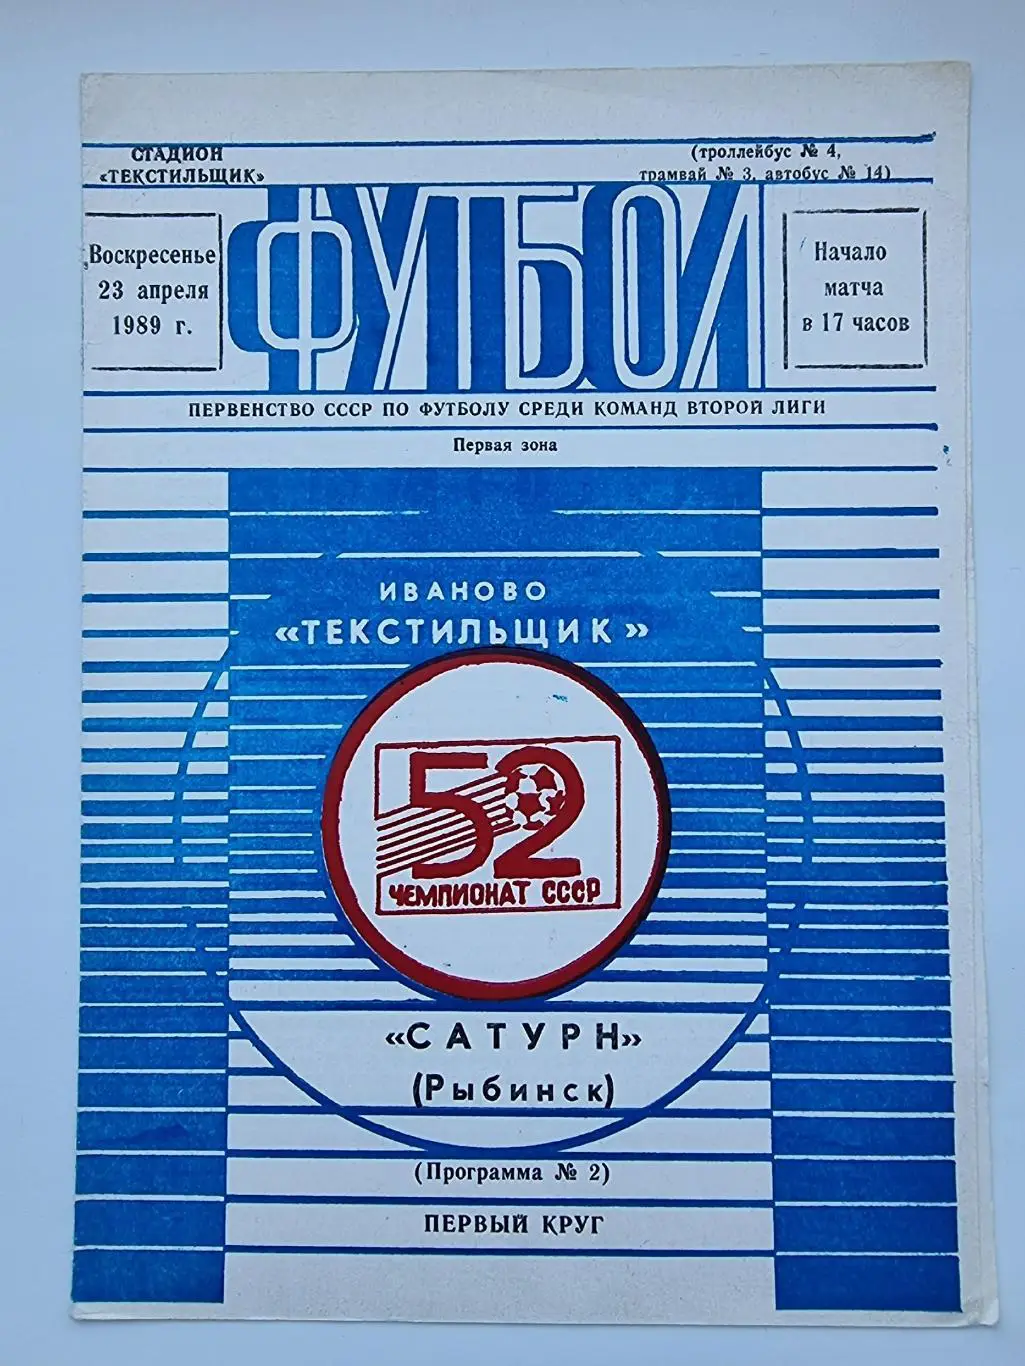 СТАДИОН
«ТЕКСТИЛЬЩИК»
(троллейбус № 4,
трамвай № 3, автобус № 14)
Воскресенье
23 апреля
1989 г.
ФУТБОЛ
Начало
матча
в 17 часов
ПЕРВЕНСТВО СССР ПО ФУТБОЛУ СРЕДИ КОМАНД ВТОРОЙ ЛИГИ
Первая зона
ИВАНОВО
«ТЕКСТИЛЬЩИК»
52
ЧЕМПИОНАТ СССР
«САТУРН»
(Рыбинск)
(Программа № 2)
ПЕРВЫЙ КРУГ